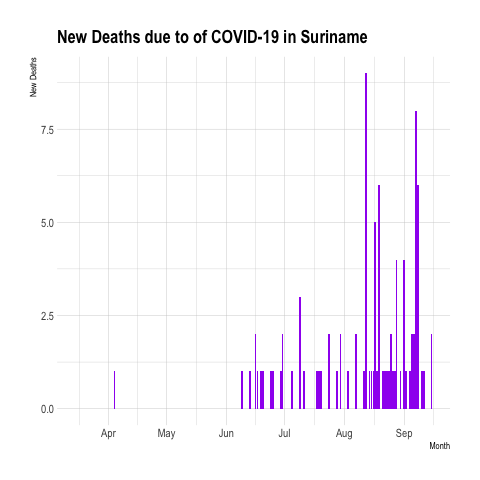 New Deaths due to of COVID-19 in Suriname
New Deaths
7.5
5.0
2.5
0.0
Apr May Jun Jul Aug Sep
Month